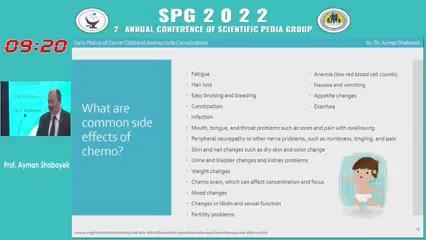 SPG 2022
2 ANNUAL CONFERENCE OF SCIENTIFIC PEDIA GROUP
09:20
Early Pickup of Cancer Child and Journey to Its Complications
by: Dr. Ayman Shabayek
What are
common side
effects of
chemo?
Fatigue
Hair loss
Easy bruising and bleeding
Constipation
Infection
Mouth, tongue, and throat problems such as sores and pain with swallowing
Peripheral neuropathy or other nerve problems, such as numbness, tingling, and pain
Skin and nail changes such as dry skin and color change
Urine and bladder changes and kidney problems
Weight changes
Chemo brain, which can affect concentration and focus
Mood changes
Changes in libido and sexual function
Fertility problems
Anemia (low red blood cell counts)
Nausea and vomiting
Appetite changes
Diarrhea
Prof. Ayman Shabayek